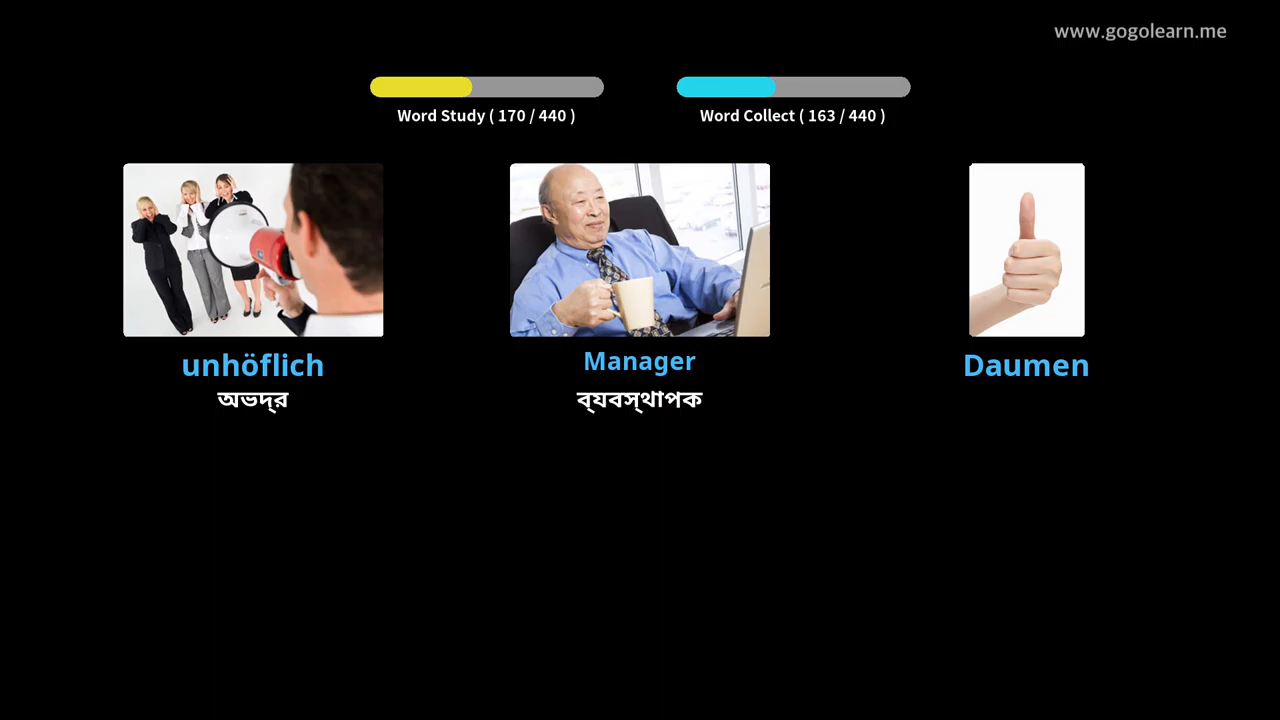 www.gogolearn.me
Word Study ( 170 / 440 )
Word Collect ( 163 / 440 )
unhöflich
Manager
Daumen
অভদ্র
ব্যবস্থাপক